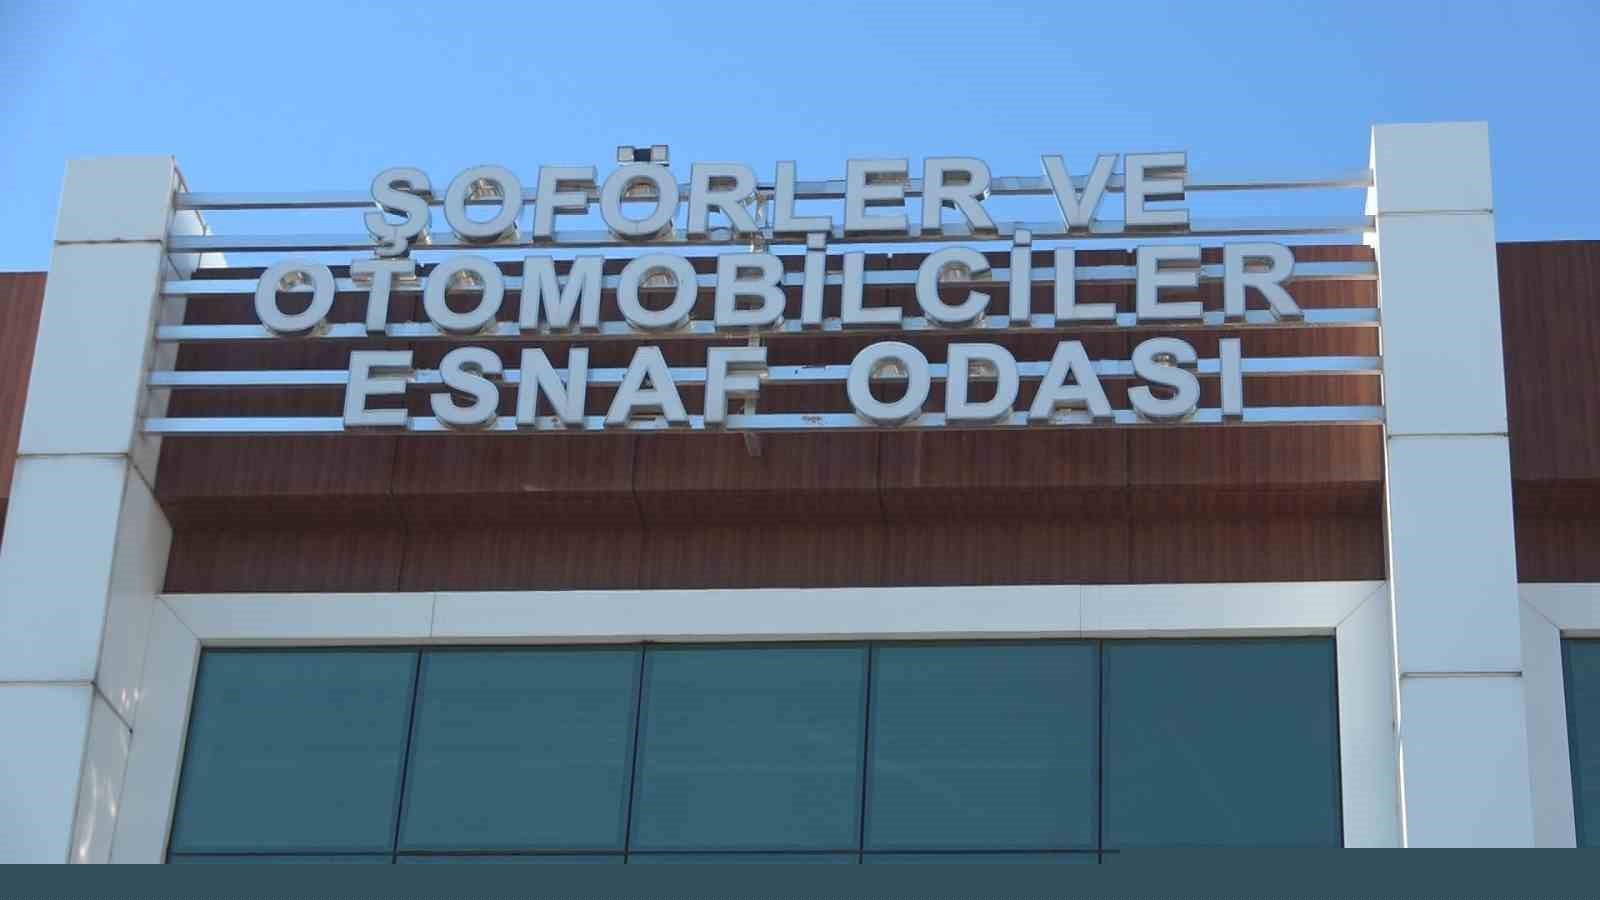 ŞOFÖRLER VE
OTOMOBİLCİLER
ESNAF ODASI